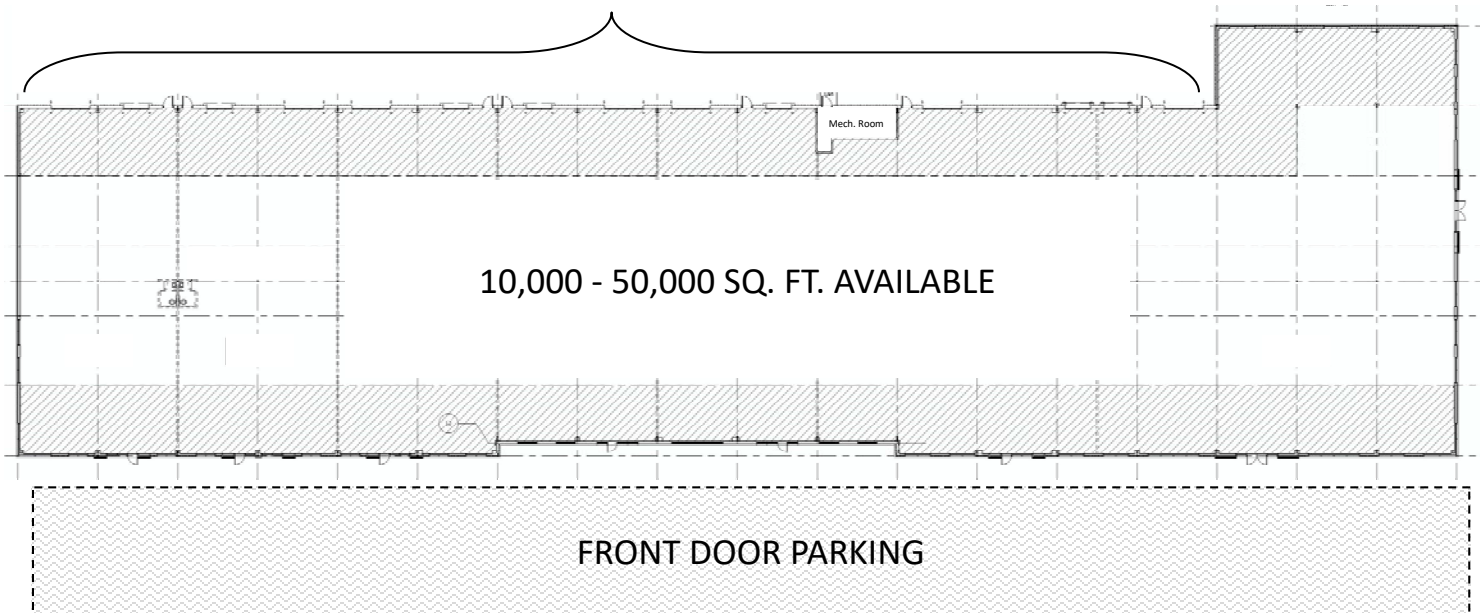 Mech. Room
10,000 - 50,000 SQ. FT. AVAILABLE
FRONT DOOR PARKING